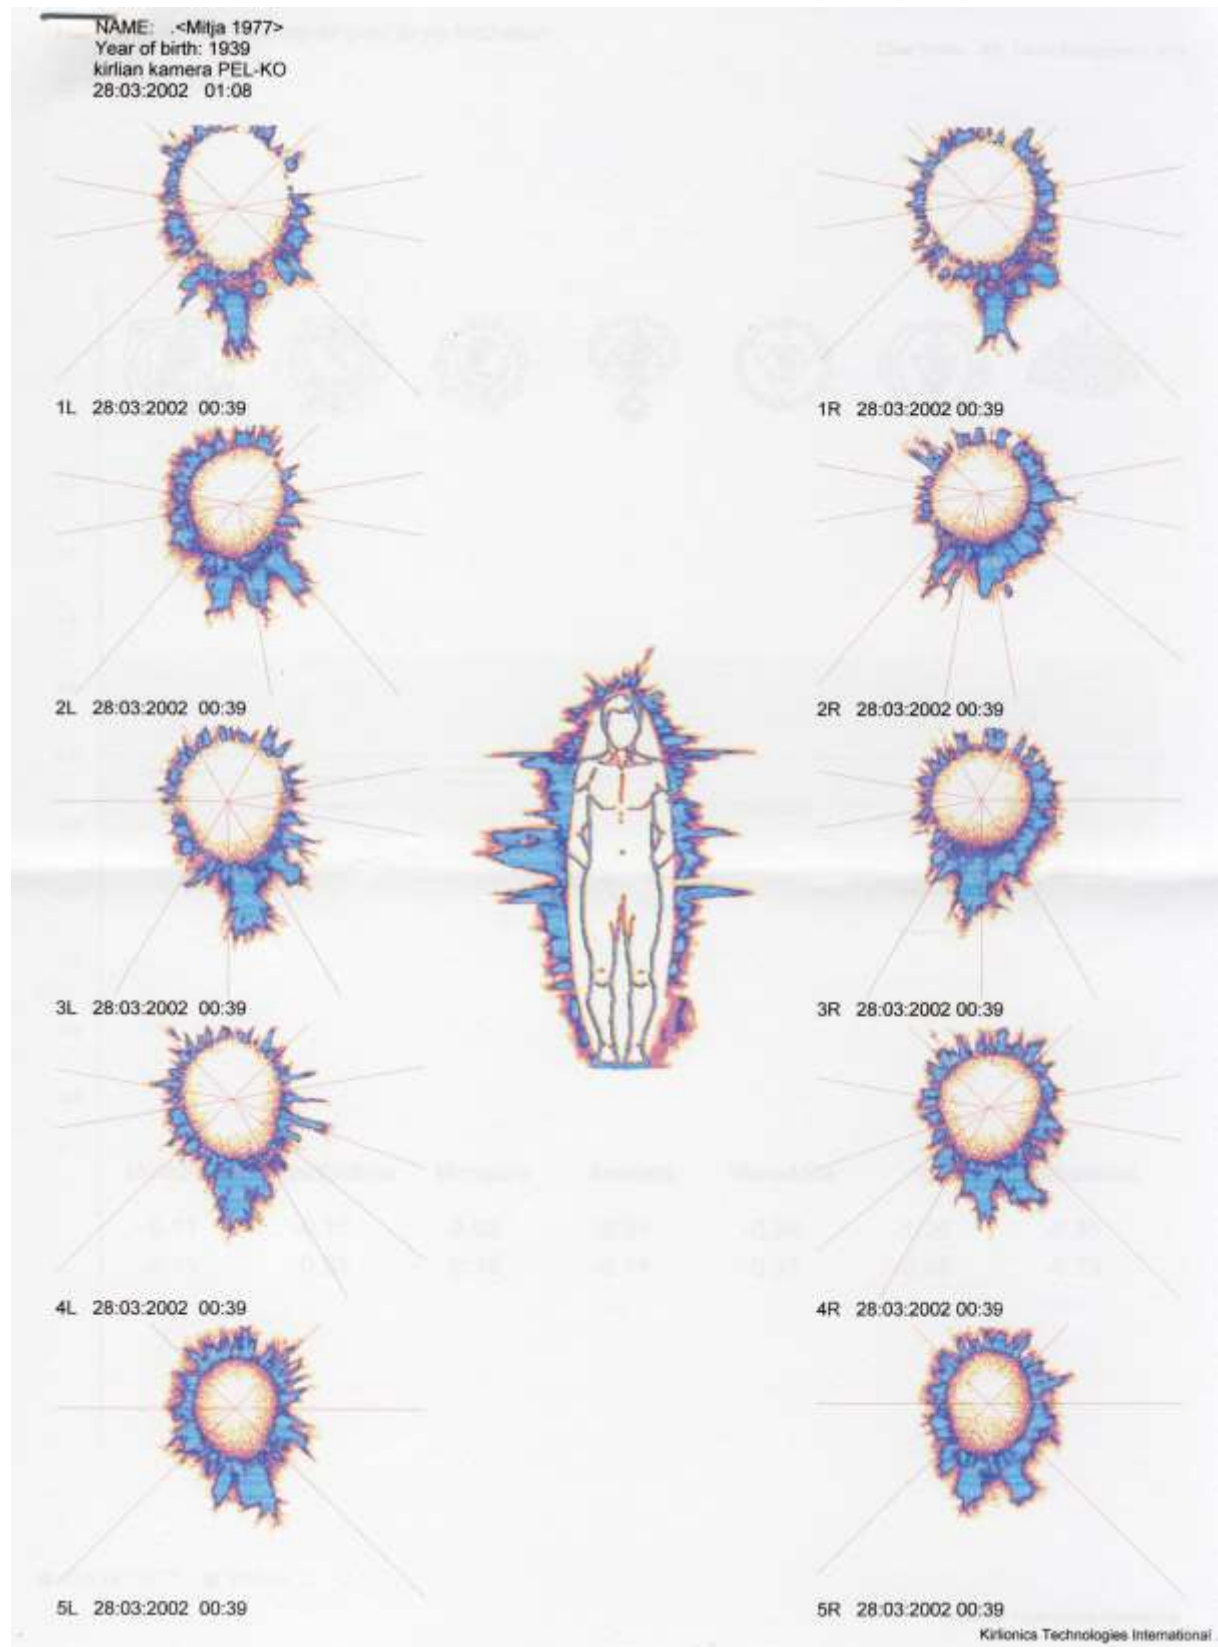 NAME: .<Mitja 1977>
Year of birth: 1939
kirlian kamera PEL-KO
28:03:2002 01:08
1L 28:03:2002 00:39
1R 28:03:2002 00:39
2L 28:03:2002 00:39
2R 28:03:2002 00:39
3L 28:03:2002 00:39
3R 28:03:2002 00:39
4L 28:03:2002 00:39
4R 28:03:2002 00:39
5L 28:03:2002 00:39
5R 28:03:2002 00:39
Kirlionics Technologies International